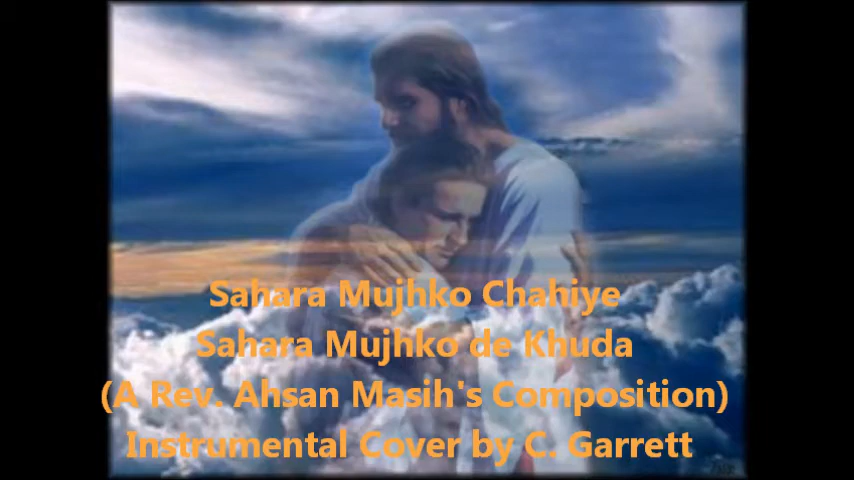 Sahara Mujhko Chahiye
Sahara Mujhko de Khuda
(A Rev. Ahsan Masih's Composition)
Instrumental Cover by C. Garrett